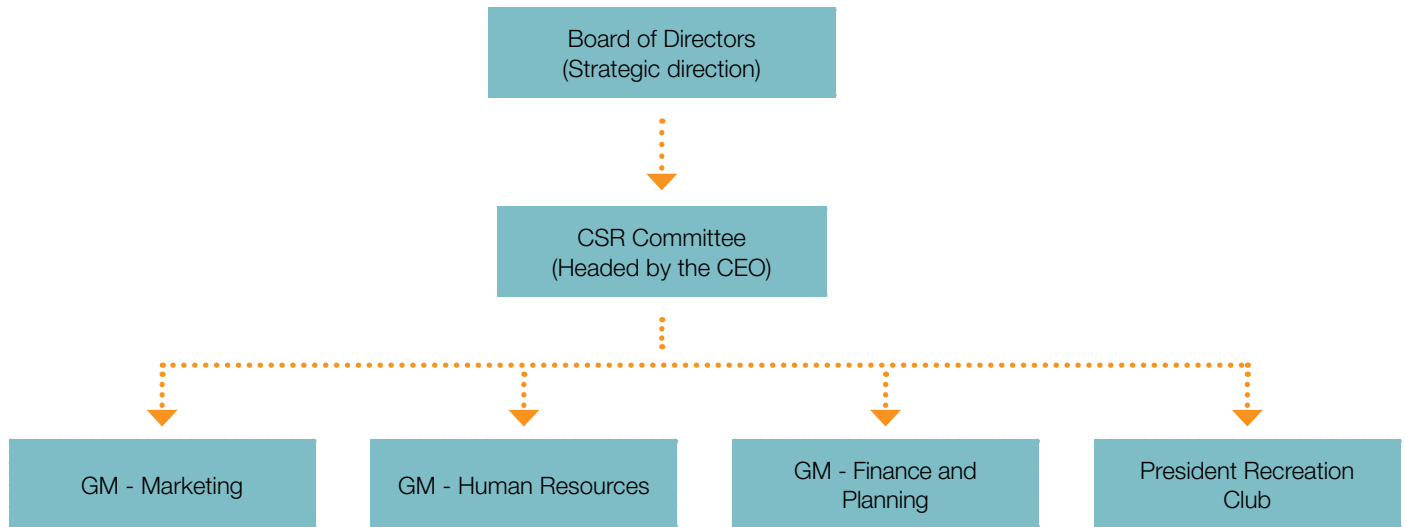 Board of Directors
(Strategic direction)
CSR Committee
(Headed by the CEO)
GM - Marketing
GM - Human Resources
GM - Finance and
Planning
President Recreation
Club